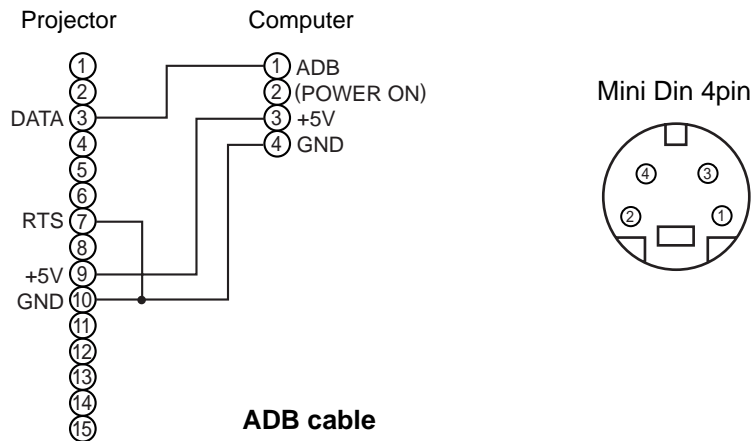 Projector Computer
1 1 ADB
2 2 (POWER ON)
DATA 3 3 +5V
4 4 GND
5
6
RTS 7
8
+5V 9
GND 10
11
12
13
14
15
ADB cable
Mini Din 4pin
4 3
2 1